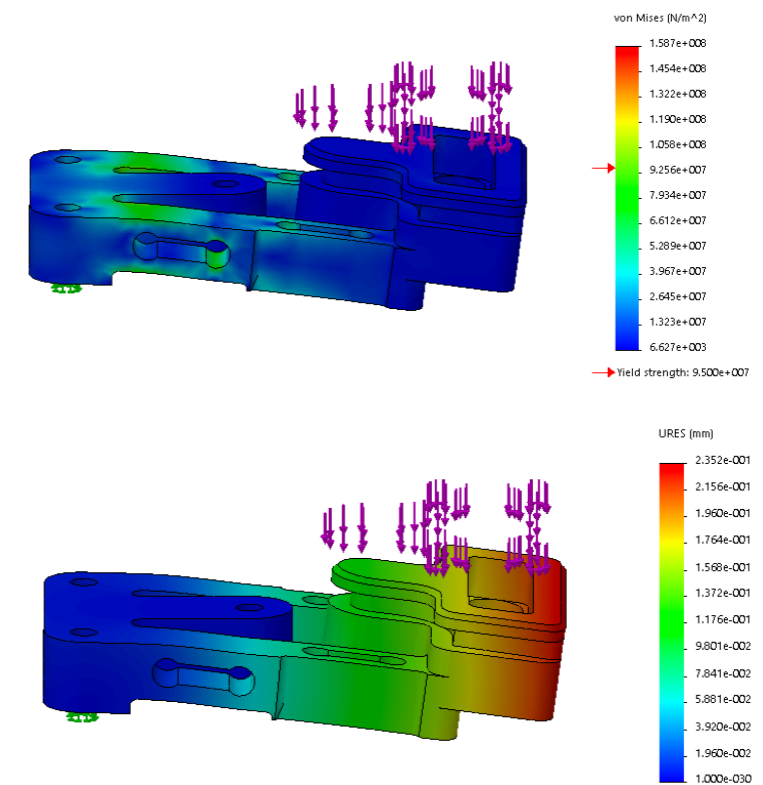 von Mises (N/m^2)
1.587e+008
1.454e+008
1.322e+008
1.190e+008
1.058e+008
9.256e+007
7.934e+007
6.612e+007
5.289e+007
3.967e+007
2.645e+007
1.323e+007
6.627e+003
Yield strength: 9.500e+007
URES (mm)
2.352e-001
2.156e-001
1.960e-001
1.764e-001
1.568e-001
1.372e-001
1.176e-001
9.801e-002
7.841e-002
5.881e-002
3.920e-002
1.960e-002
1.000e-030